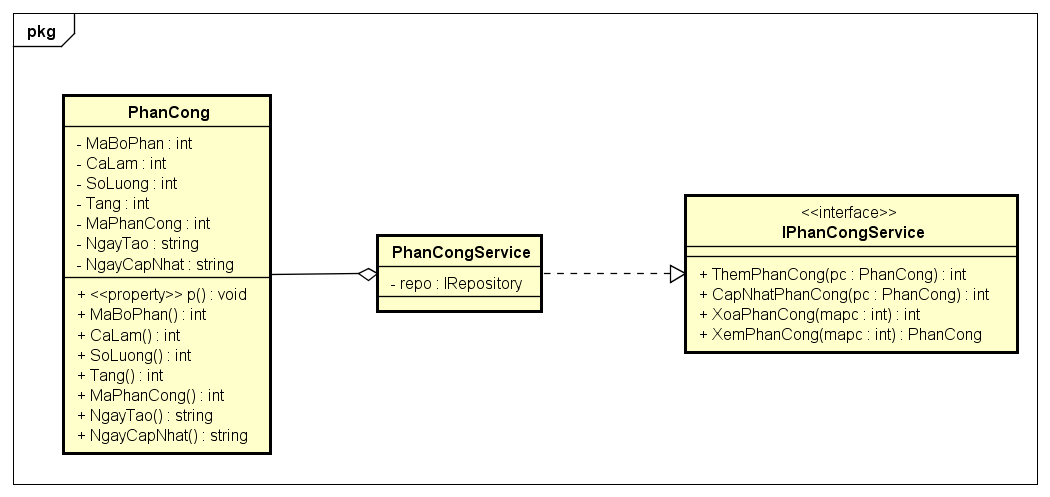 pkg
PhanCong
- MaBoPhan : int
- CaLam : int
- SoLuong : int
- Tang : int
- MaPhanCong : int
- NgayTao : string
- NgayCapNhat : string
+ <<property>> p() : void
+ MaBoPhan() : int
+ CaLam() : int
+ SoLuong() : int
+ Tang() : int
+ MaPhanCong() : int
+ NgayTao() : string
+ NgayCapNhat() : string
PhanCongService
- repo : IRepository
<<interface>>
IPhanCongService
+ ThemPhanCong(pc : PhanCong) : int
+ CapNhatPhanCong(pc : PhanCong) : int
+ XoaPhanCong(mapc : int) : int
+ XemPhanCong(mapc : int) : PhanCong